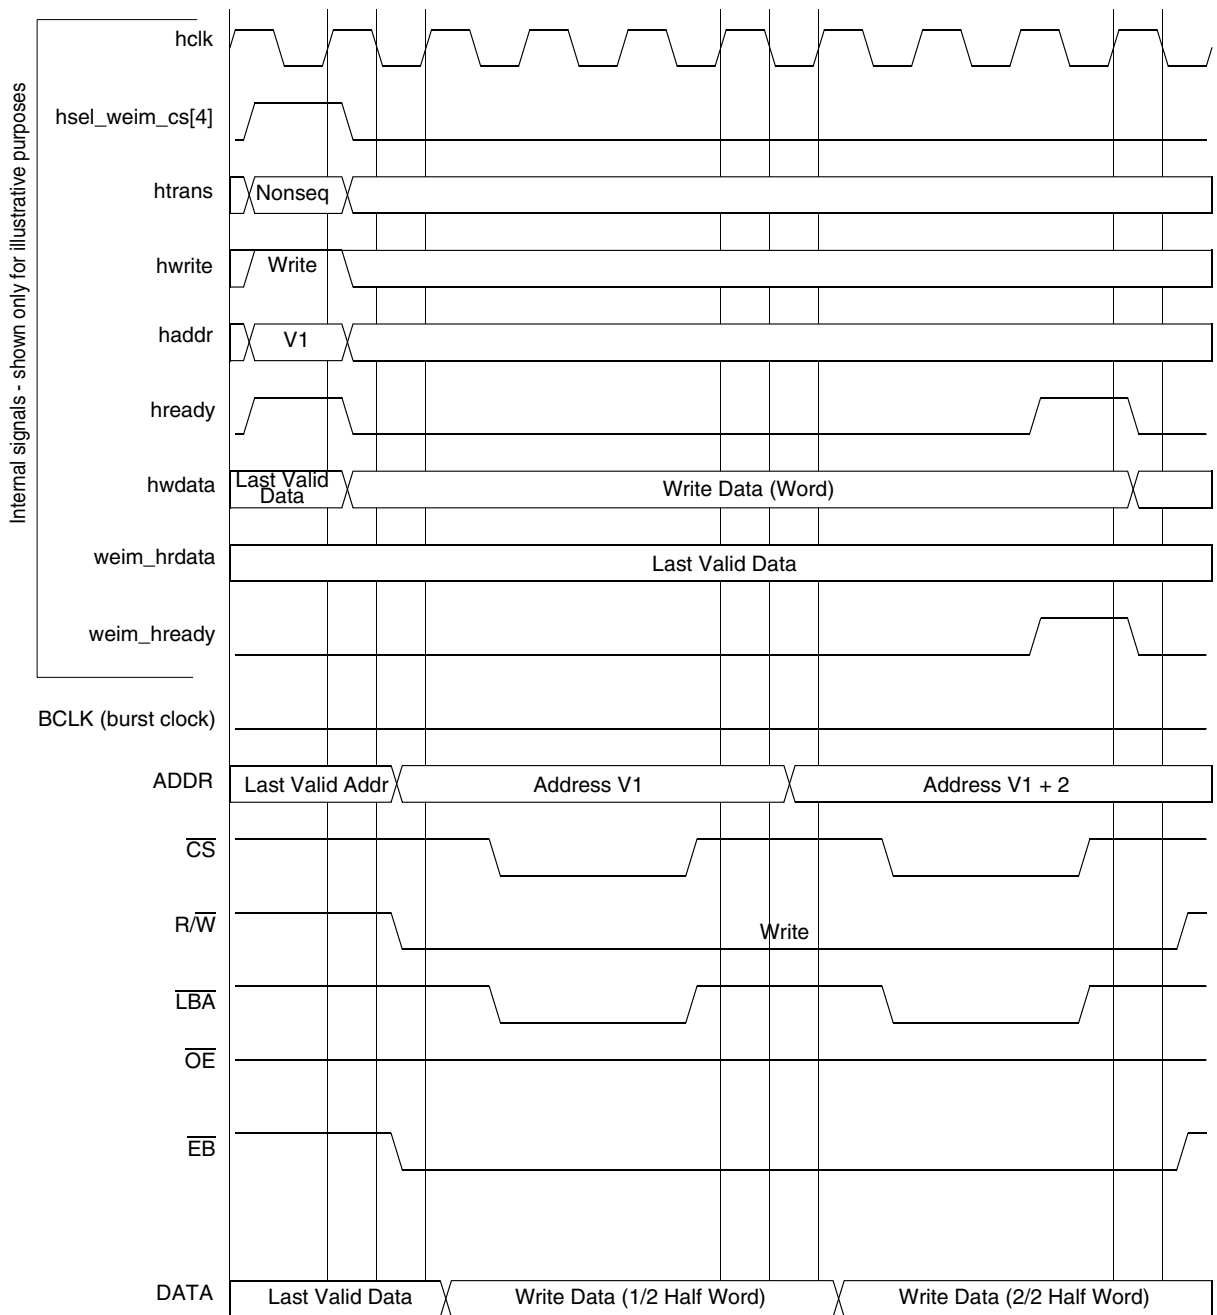 Internal signals - shown only for illustrative purposes
hclk
hsel_weim_cs[4]
htrans
Nonseq
hwrite
Write
haddr
V1
hready
hwdata
Last Valid
Data
Write Data (Word)
weim_hrdata
Last Valid Data
weim_hready
BCLK (burst clock)
ADDR
Last Valid Addr
Address V1
Address V1 + 2
CS
R/W
Write
LBA
OE
EB
DATA
Last Valid Data
Write Data (1/2 Half Word)
Write Data (2/2 Half Word)